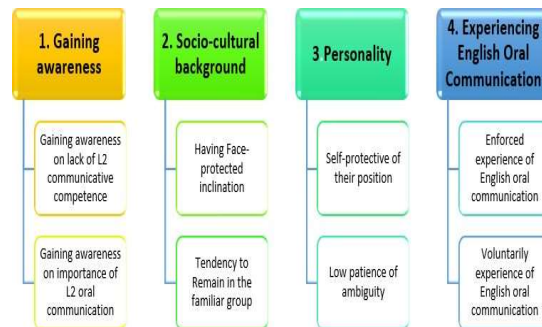 1. Gaining
awareness
Gaining awareness
on lack of L2
communicative
competence
Gaining
awareness on
importance of
L2 oral
communication
2. Socio-cultural
background
Having Face-
protected
inclination
Tendency to
Remain in the
familiar group
3 Personality
Self-protective of
their position
Low patience of
ambiguity
4. Experiencing
English Oral
Communication
Enforced
experience of
English oral
communication
Voluntarily
experience of
English oral
communication